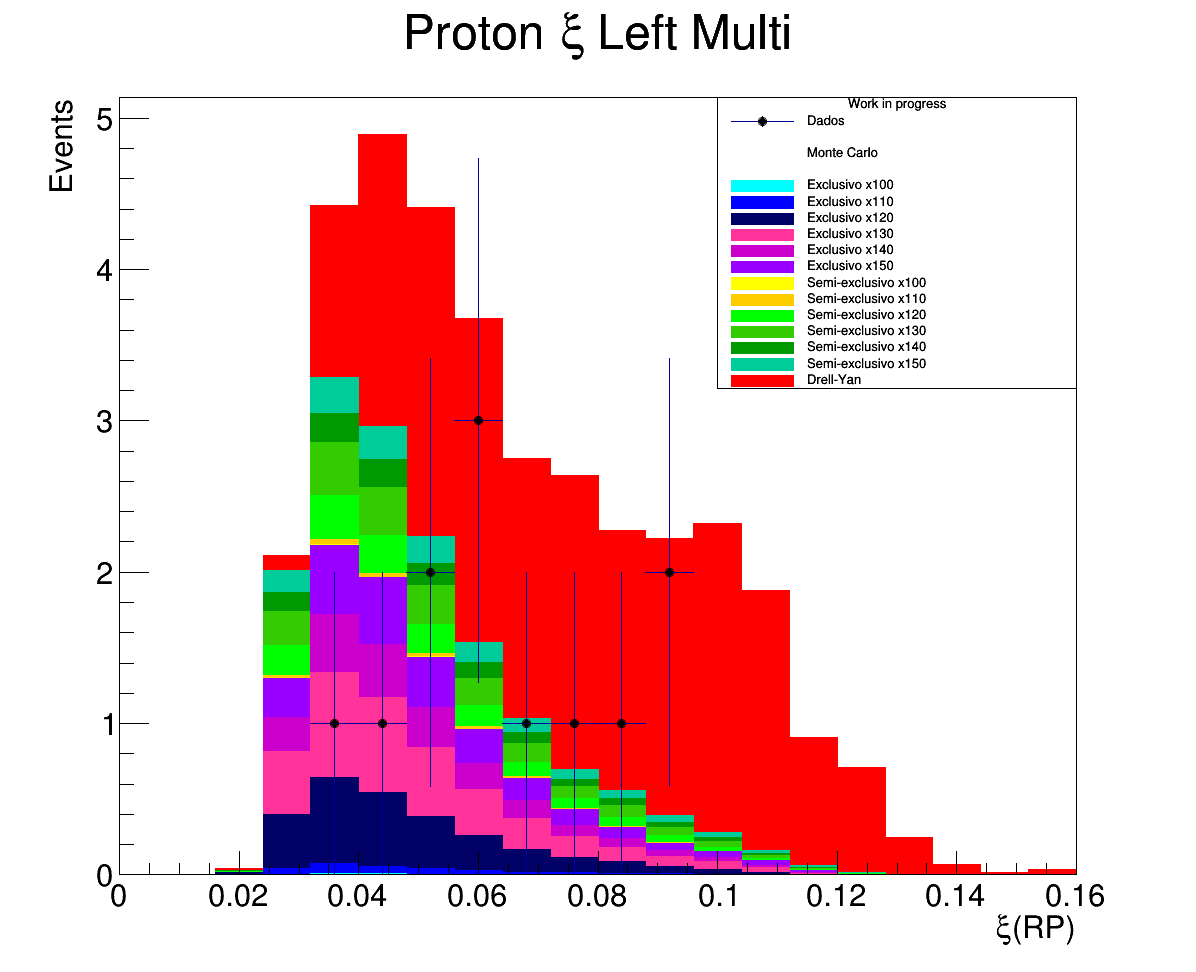 Proton ξ Left Multi
Events
5
4
3
2
1
0
Work in progress
Dados
Monte Carlo
Exclusivo x100
Exclusivo x110
Exclusivo x120
Exclusivo x130
Exclusivo x140
Exclusivo x150
Semi-exclusivo x100
Semi-exclusivo x110
Semi-exclusivo x120
Semi-exclusivo x130
Semi-exclusivo x140
Semi-exclusivo x150
Drell-Yan
0 0.02 0.04 0.06 0.08 0.1 0.12 0.14 0.16
ξ(RP)